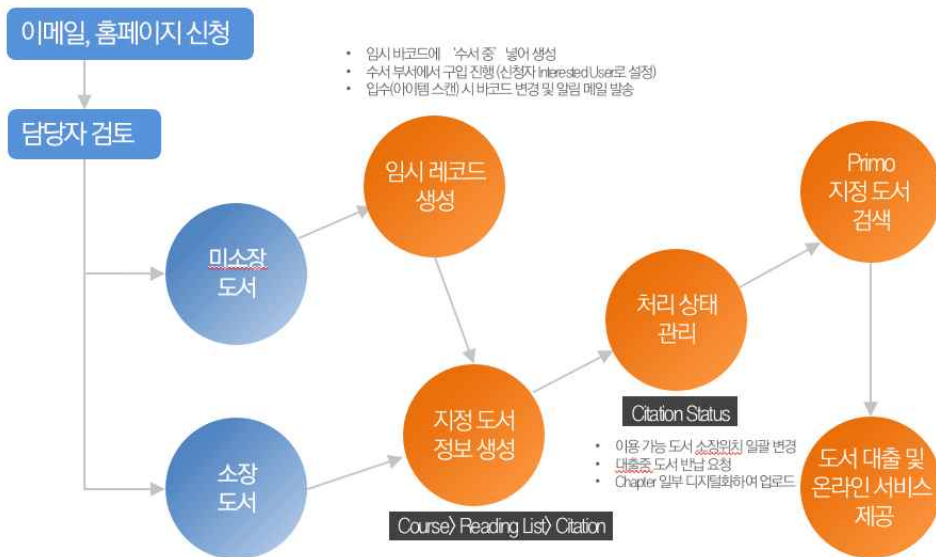 이메일, 홈페이지 신청
담당자 검토
• 임시 바코드에 '수서 중' 넣어 생성
• 수서 부서에서 구입 진행 (신청자 Interested User로 설정)
• 입수(아이템 스캔) 시 바코드 변경 및 알림 메일 발송
임시 레코드
생성
Primo
지정 도서
검색
미소장
도서
처리 상태
관리
Citation Status
• 이용 가능 도서 소장위치 일괄 변경
• 대출중 도서 반납 요청
• Chapter 일부 디지털화하여 업로드
지정 도서
정보 생성
Course> Reading List> Citation
소장
도서
도서 대출 및
온라인 서비스
제공